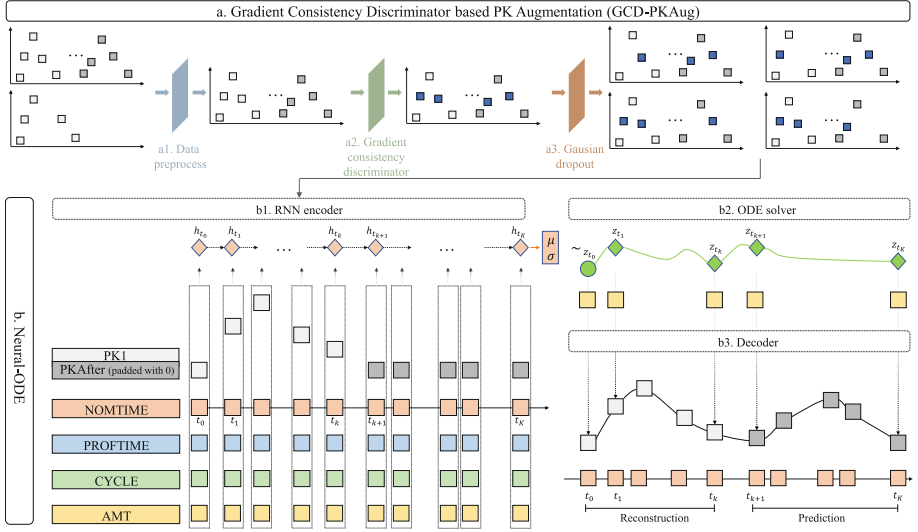 a. Gradient Consistency Discriminator based PK Augmentation (GCD-PKAug)
...
...
...
...
...
...
...
a1. Data
preprocess
a2. Gradient
consistency
discriminator
a3. Gaussian
dropout
b. Neural-ODE
b1. RNN encoder
h_{t_0}
h_{t_1}
...
h_{t_k}
h_{t_{k+1}}
...
h_{t_K}
μ
σ
PK1
PKAfter (padded with 0)
NOMTIME
t_0
t_1
t_k
t_{k+1}
t_K
PROFTIME
CYCLE
AMT
b2. ODE solver
~
z_{t_0}
z_{t_1}
z_{t_k}
z_{t_{k+1}}
z_{t_K}
b3. Decoder
t_0
t_1
t_k
t_{k+1}
t_K
Reconstruction
Prediction